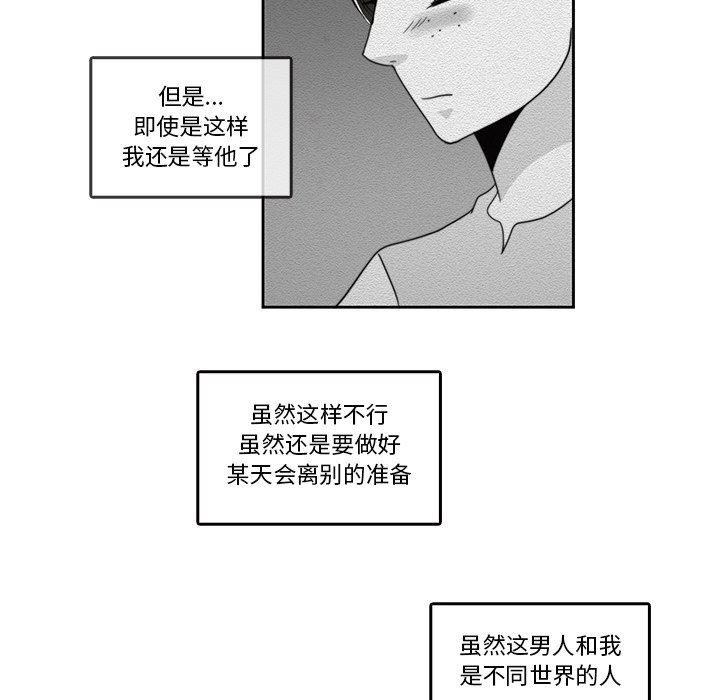 但是...
即使是这样
我还是等他了
虽然这样不行
虽然还是要做好
某天会离别的准备
虽然这男人和我
是不同世界的人